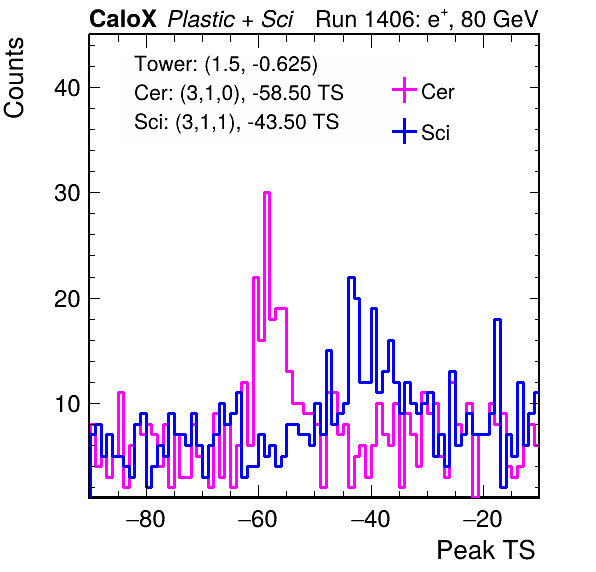 CaloX Plastic + Sci Run 1406: e⁺, 80 GeV
Tower: (1.5, -0.625)
Cer: (3,1,0), -58.50 TS
Sci: (3,1,1), -43.50 TS
Cer
Sci
Counts
40
30
20
10
−80 −60 −40 −20
Peak TS